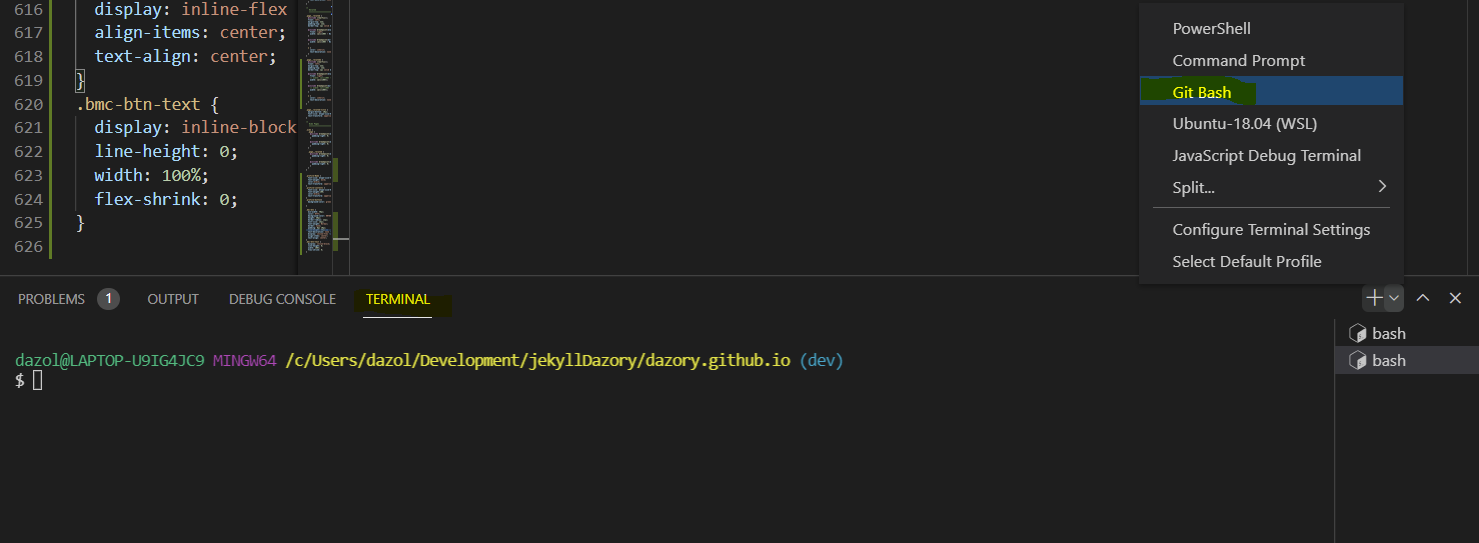 616 display: inline-flex
617 align-items: center;
618 text-align: center;
619 }
620 .bmc-btn-text {
621 display: inline-block
622 line-height: 0;
623 width: 100%;
624 flex-shrink: 0;
625 }
626
PowerShell
Command Prompt
Git Bash
Ubuntu-18.04 (WSL)
JavaScript Debug Terminal
Split...
Configure Terminal Settings
Select Default Profile
PROBLEMS 1 OUTPUT DEBUG CONSOLE TERMINAL
dazol@LAPTOP-U9IG4JC9 MINGW64 /c/Users/dazol/Development/jekyllDazory/dazory.github.io (dev)
$
bash
bash